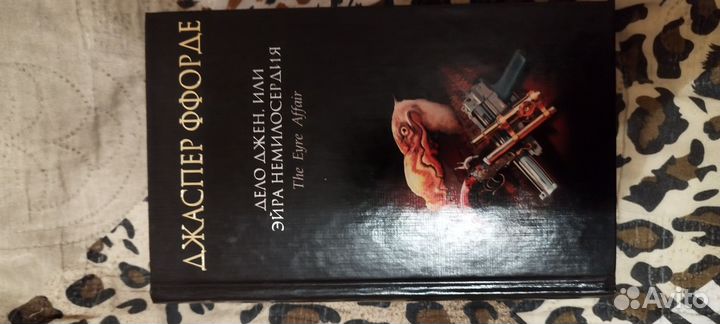 ДЖАСПЕР ФФОРДЕ
ДЕЛО ДЖЕН, ИЛИ
ЭЙРА НЕМИЛОСЕРДИЯ
The Eyre Affair
Avito